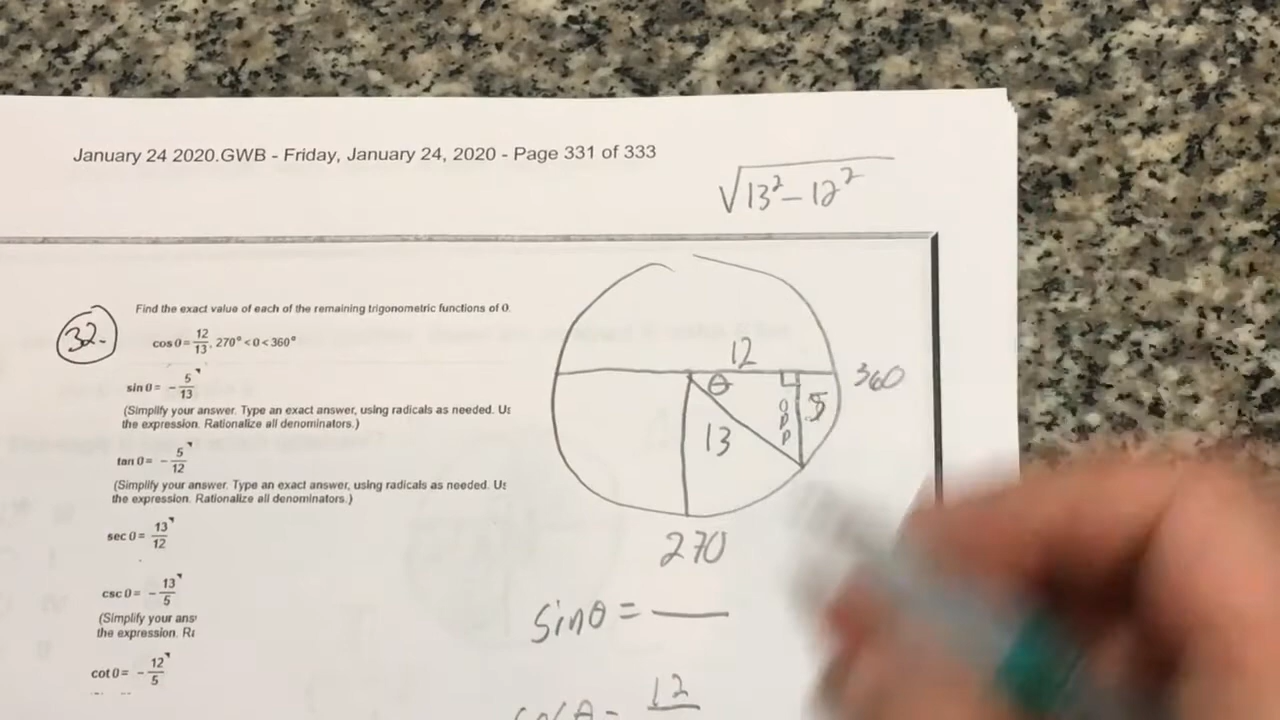 January 24 2020.GWB - Friday, January 24, 2020 - Page 331 of 333
√13² - 12²
32.
Find the exact value of each of the remaining trigonometric functions of θ.
cos θ = 12/13, 270° < θ < 360°
sin θ = - 5/13
(Simplify your answer. Type an exact answer, using radicals as needed. Us
the expression. Rationalize all denominators.)
tan θ = - 5/12
(Simplify your answer. Type an exact answer, using radicals as needed. Us
the expression. Rationalize all denominators.)
sec θ = 13/12
csc θ = - 13/5
(Simplify your ans
the expression. Ra
cot θ = - 12/5
12
θ
360
OPP
5
13
270
sinθ =
12